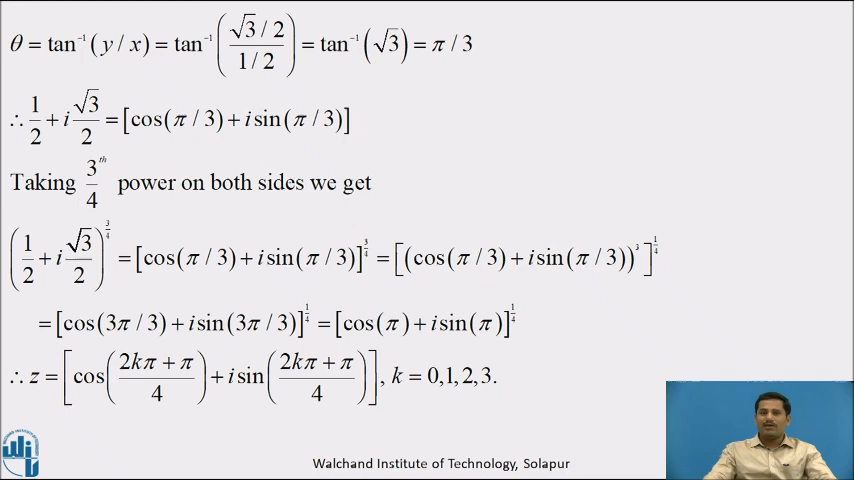 θ = tan⁻¹(y / x) = tan⁻¹((√3 / 2) / (1 / 2)) = tan⁻¹(√3) = π / 3
∴ 1/2 + i √3/2 = [cos(π / 3) + i sin(π / 3)]
Taking 3/4 th power on both sides we get
(1/2 + i √3/2)^(3/4) = [cos(π / 3) + i sin(π / 3)]^(3/4) = [(cos(π / 3) + i sin(π / 3))^3]^(1/4)
= [cos(3π / 3) + i sin(3π / 3)]^(1/4) = [cos(π) + i sin(π)]^(1/4)
∴ z = [cos((2kπ + π)/4) + i sin((2kπ + π)/4)], k = 0,1,2,3.
Walchand Institute of Technology, Solapur